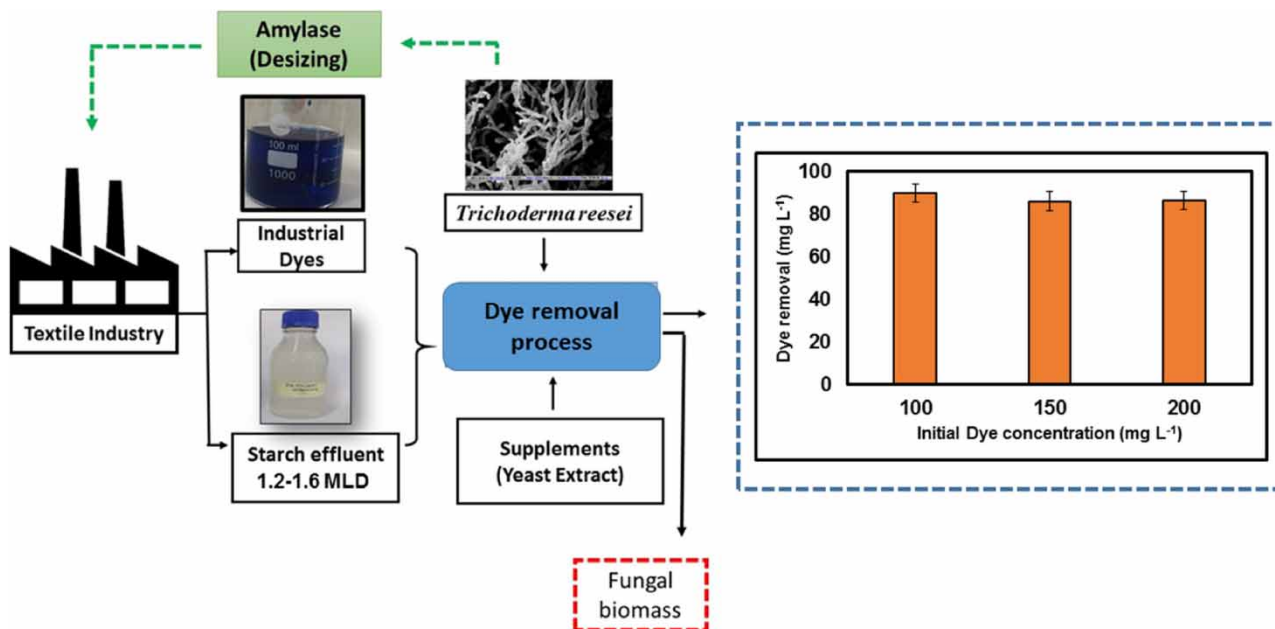 Amylase
(Desizing)
100 ml
1000
Industrial
Dyes
Textile Industry
Starch effluent
1.2-1.6 MLD
Trichoderma reesei
Dye removal
process
Supplements
(Yeast Extract)
Fungal
biomass
Dye removal (mg L⁻¹)
100
80
60
40
20
0
100 150 200
Initial Dye concentration (mg L⁻¹)